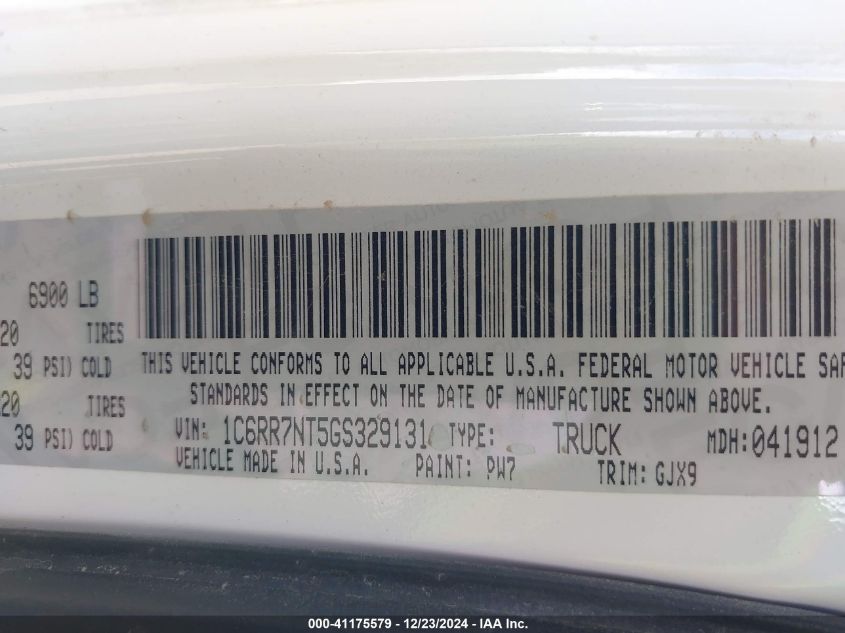 6900 LB
20 TIRES
39 PSI) COLD
20 TIRES
39 PSI) COLD
THIS VEHICLE CONFORMS TO ALL APPLICABLE U.S.A. FEDERAL MOTOR VEHICLE SAF
STANDARDS IN EFFECT ON THE DATE OF MANUFACTURE SHOWN ABOVE.
VIN: 1C6RR7NT5GS329131 TYPE: TRUCK MDH:041912
VEHICLE MADE IN U.S.A. PAINT: PW7 TRIM: GJX9
000-41175579 - 12/23/2024 - IAA Inc.